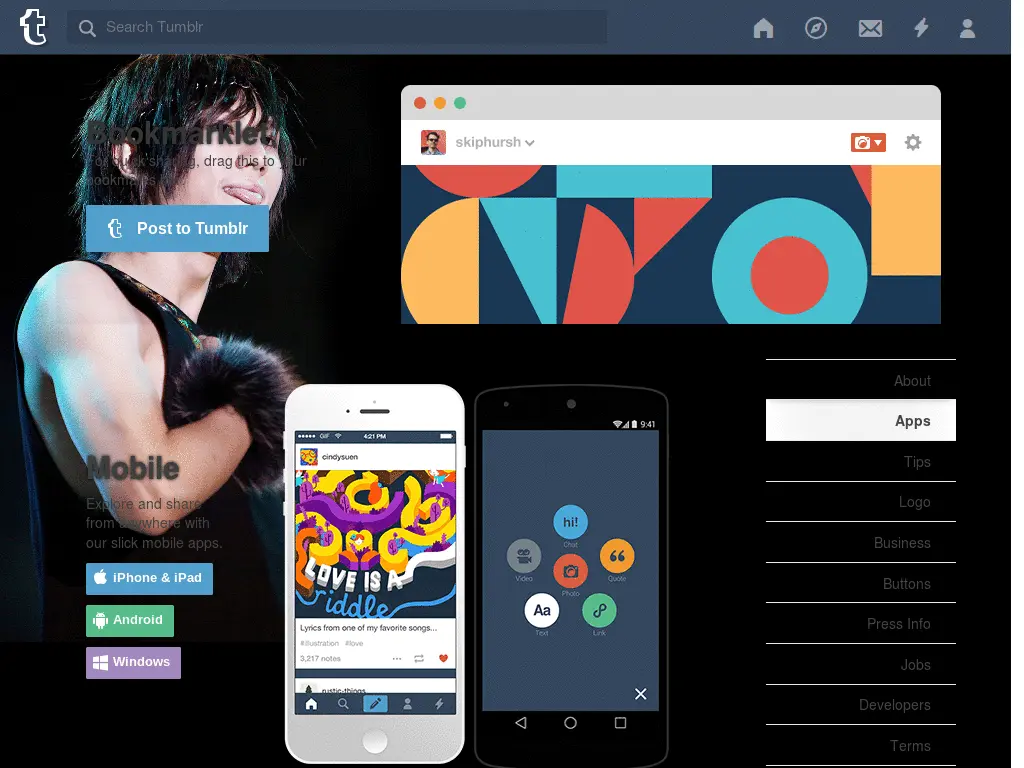 Search Tumblr
Bookmarklet
For quick sharing, drag this to your
bookmarks
Post to Tumblr
skiphursh
Mobile
Explore and share
from anywhere with
our slick mobile apps.
iPhone & iPad
Android
Windows
GIF 4:21 PM
cindysuen
LOVE IS A
riddle
Lyrics from one of my favorite songs...
#illustration #love
3,217 notes
rustic-things
9:41
hi!
Chat
Video
Quote
Photo
Aa
Text
Link
About
Apps
Tips
Logo
Business
Buttons
Press Info
Jobs
Developers
Terms